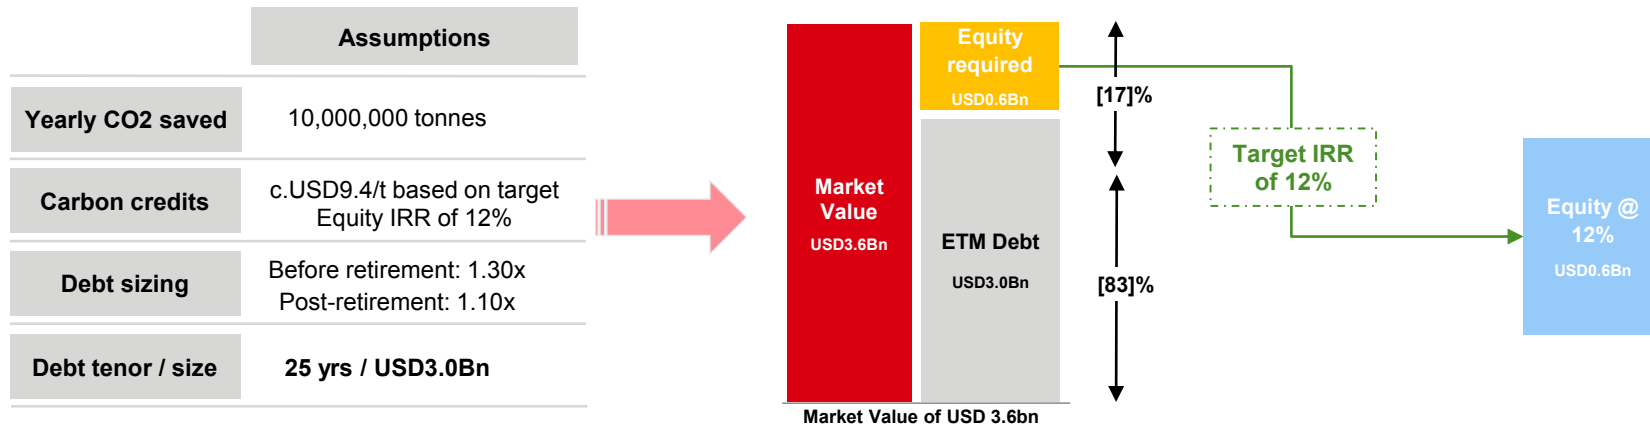 Assumptions
Yearly CO2 saved
10,000,000 tonnes
Carbon credits
c.USD9.4/t based on target
Equity IRR of 12%
Debt sizing
Before retirement: 1.30x
Post-retirement: 1.10x
Debt tenor / size
25 yrs / USD3.0Bn
Market
Value
USD3.6Bn
Equity
required
USD0.6Bn
ETM Debt
USD3.0Bn
Market Value of USD 3.6bn
[17]%
[83]%
Target IRR
of 12%
Equity @
12%
USD0.6Bn